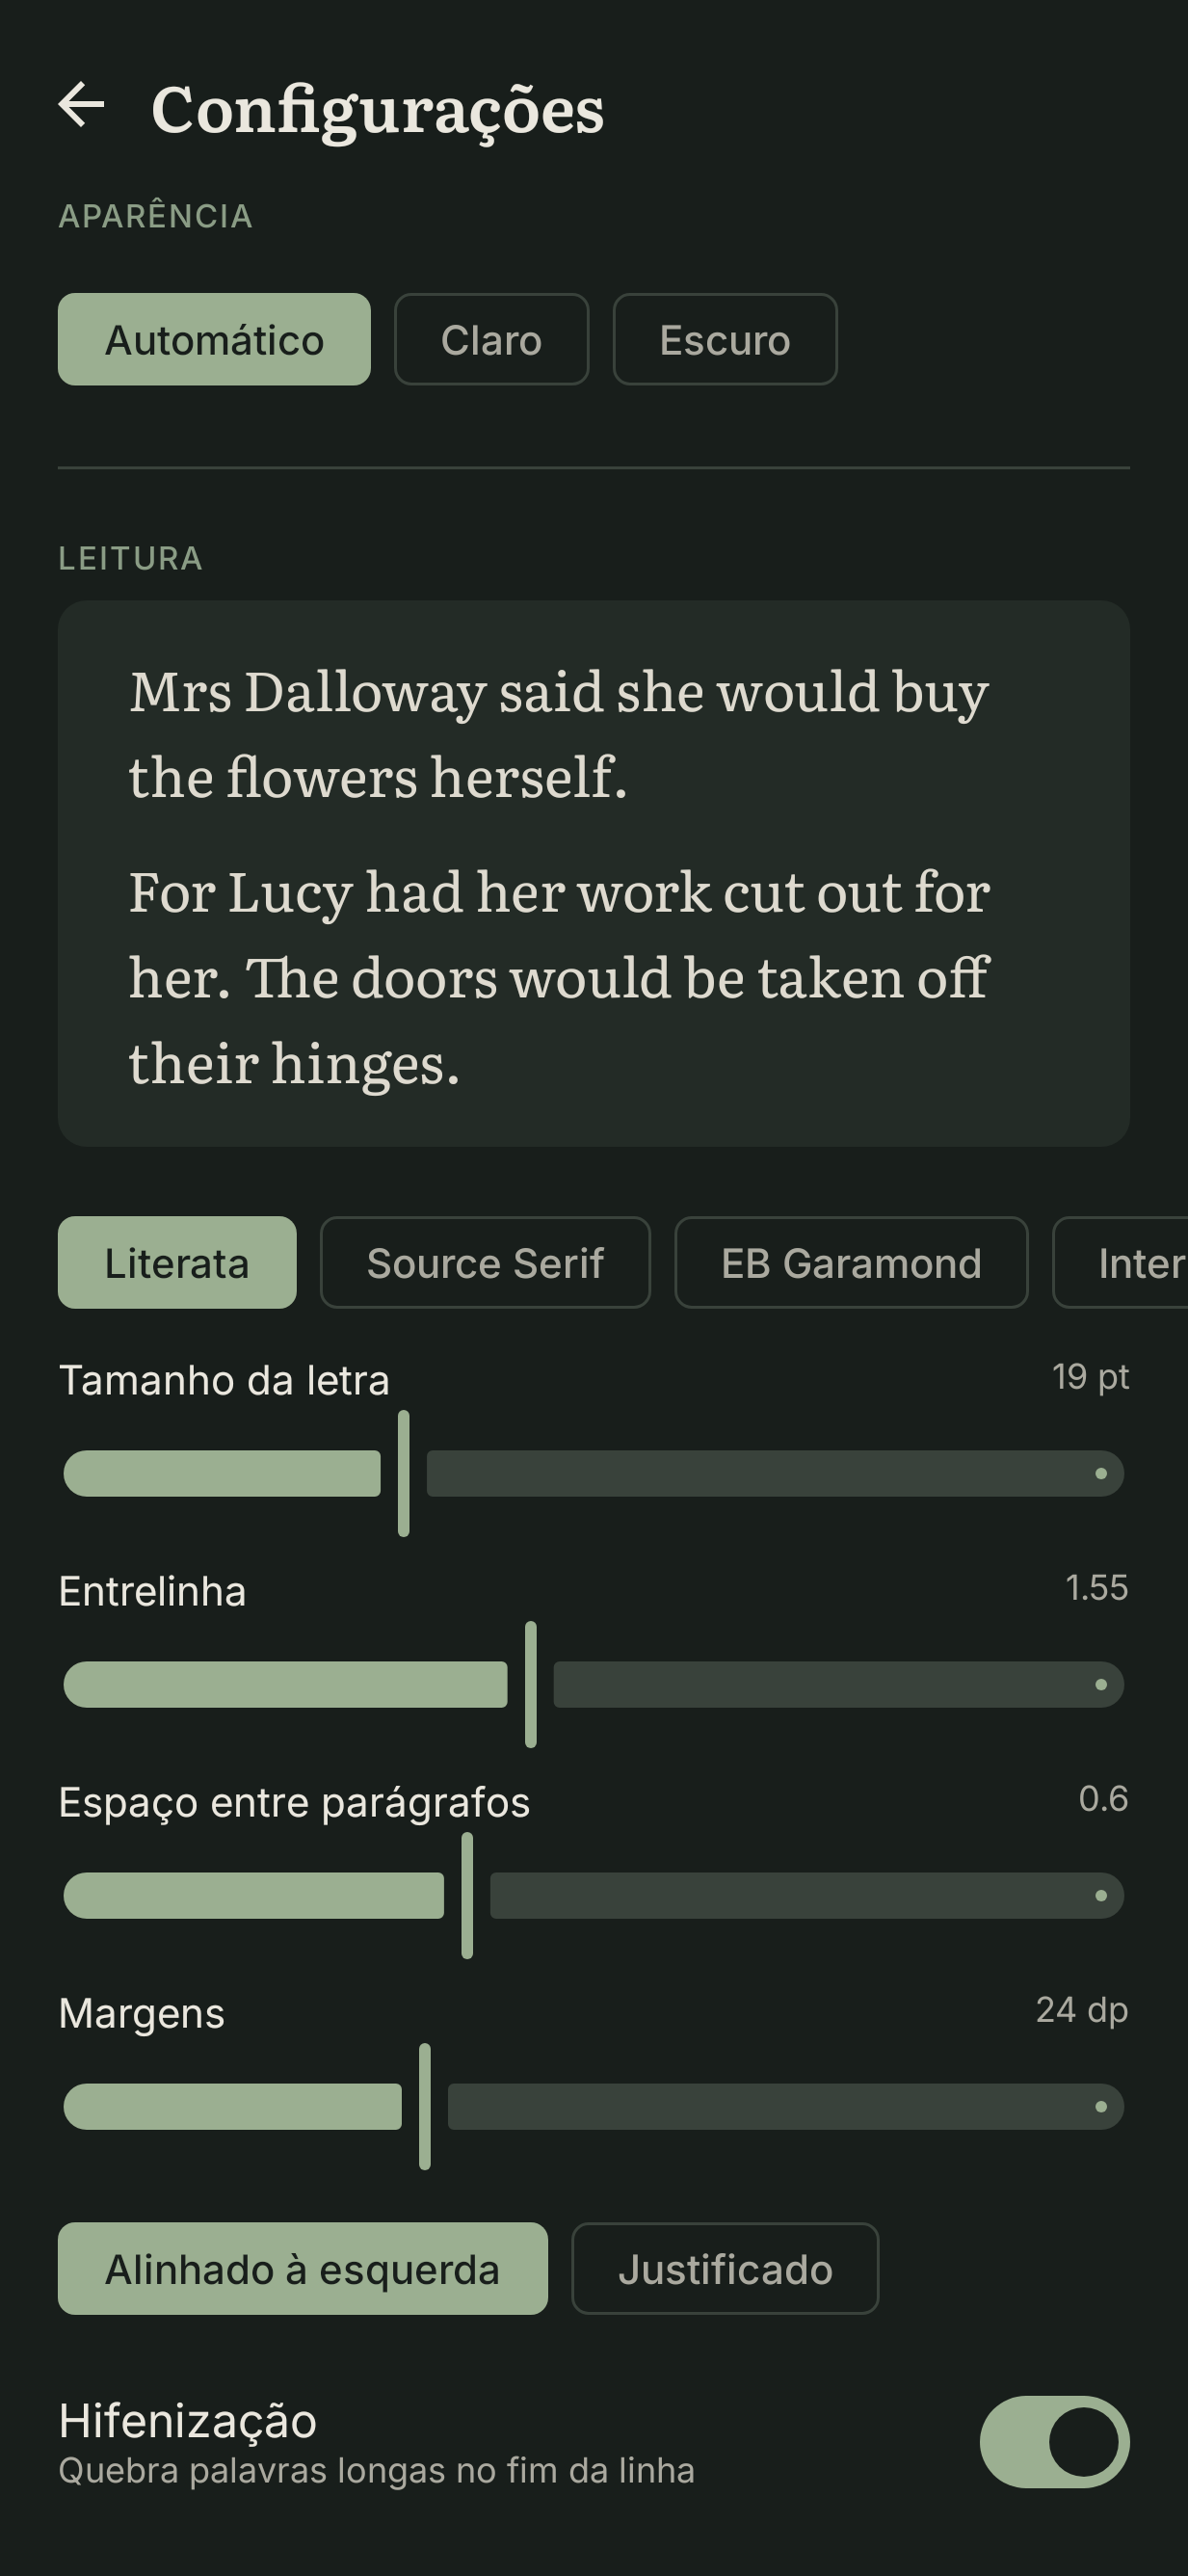 Configurações
APARÊNCIA
Automático
Claro
Escuro
LEITURA
Mrs Dalloway said she would buy
the flowers herself.
For Lucy had her work cut out for
her. The doors would be taken off
their hinges.
Literata
Source Serif
EB Garamond
Inter
Tamanho da letra
19 pt
Entrelinha
1.55
Espaço entre parágrafos
0.6
Margens
24 dp
Alinhado à esquerda
Justificado
Hifenização
Quebra palavras longas no fim da linha